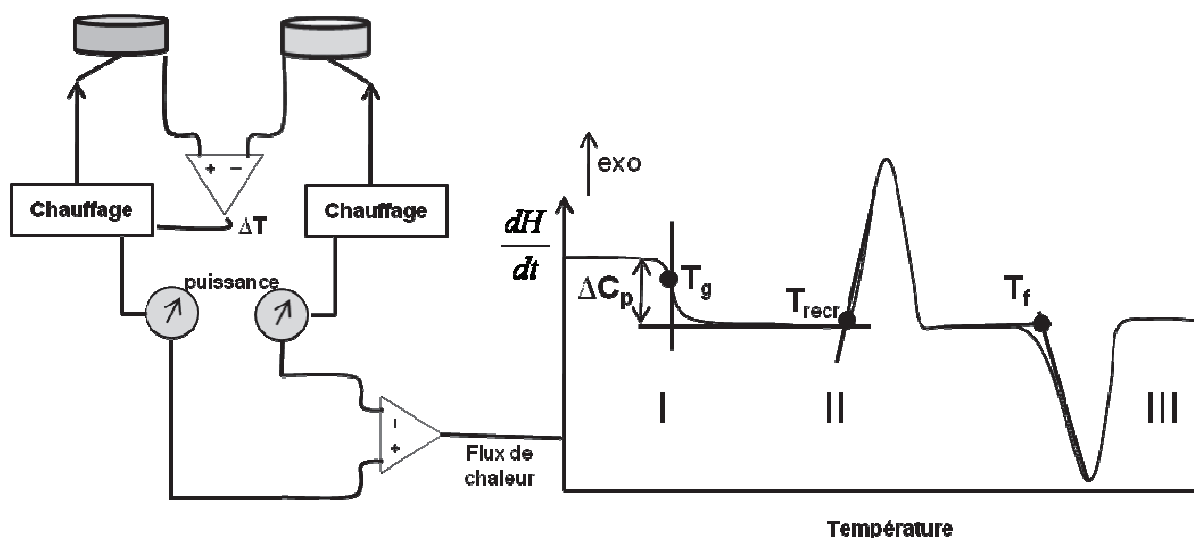 + −
Chauffage
Chauffage
ΔT
puissance
-
+
Flux de
chaleur
exo
dH
dt
ΔCp
Tg
Trecr
Tf
I
II
III
Température